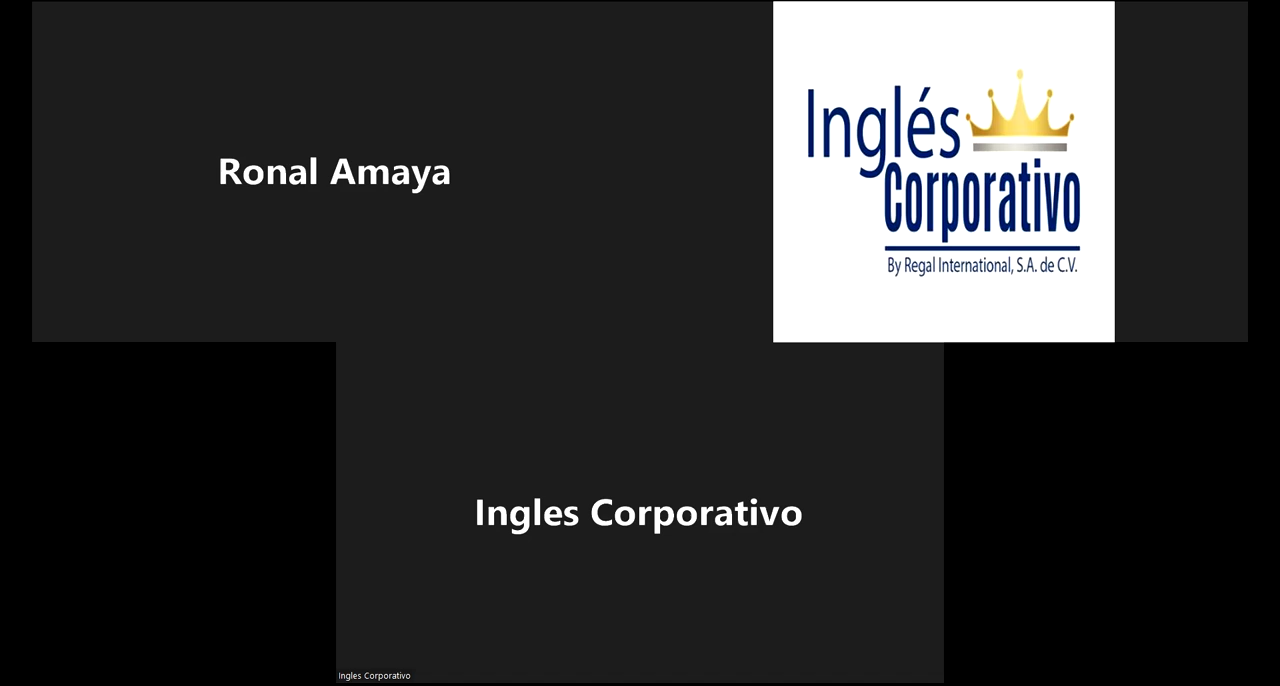 Ronal Amaya
Inglés
Corporativo
By Regal International, S.A. de C.V.
Ingles Corporativo
Ingles Corporativo